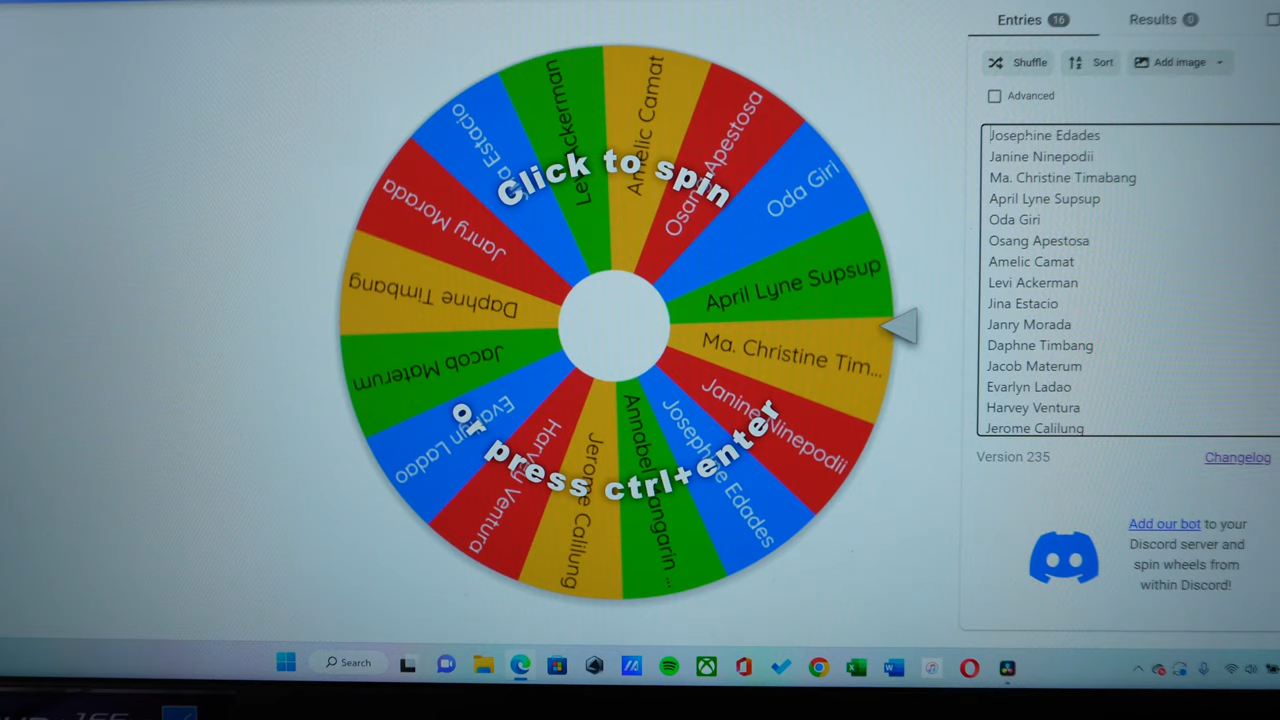 Entries 16 Results 0
Shuffle Sort Add image
Advanced
Josephine Edades
Janine Ninepodii
Ma. Christine Timabang
April Lyne Supsup
Oda Giri
Osang Apestosa
Amelic Camat
Levi Ackerman
Jina Estacio
Janry Morada
Daphne Timbang
Jacob Materum
Evarlyn Ladao
Harvey Ventura
Jerome Calilung
Version 235 Changelog
Add our bot to your
Discord server and
spin wheels from
within Discord!
Click to spin
or press ctrl+enter
Amelic Camat
Osang Apestosa
Oda Giri
April Lyne Supsup
Ma. Christine Tim...
Janine Ninepodii
Josephine Edades
Annabel Mangarin ...
Jerome Calilung
Harvey Ventura
Evarlyn Ladao
Jacob Materum
Daphne Timbang
Janry Morada
Jina Estacio
Levi Ackerman
Search